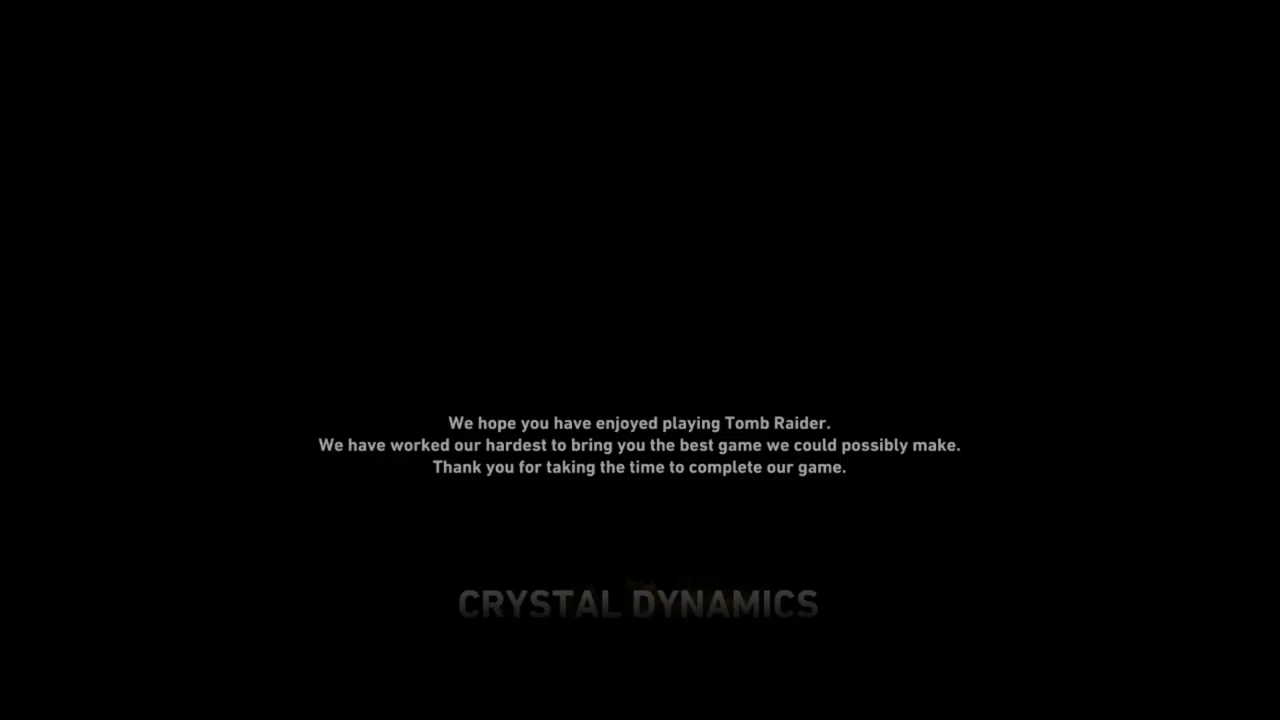 We hope you have enjoyed playing Tomb Raider.
We have worked our hardest to bring you the best game we could possibly make.
Thank you for taking the time to complete our game.
CRYSTAL DYNAMICS